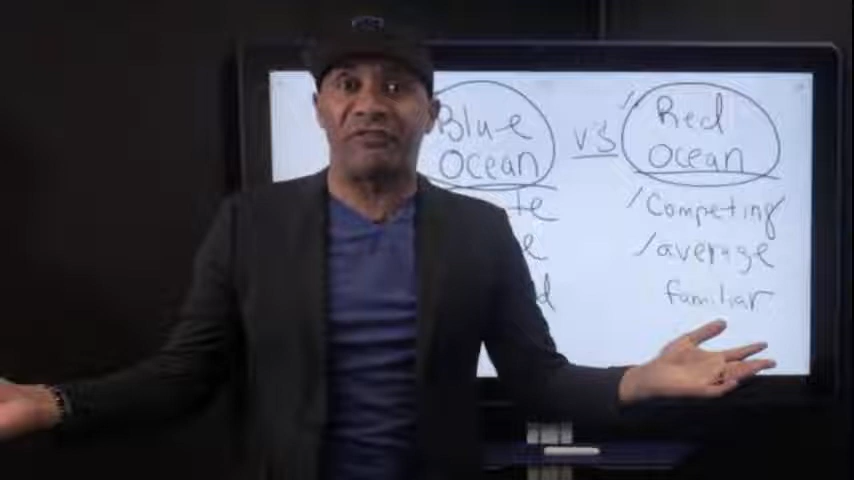 Blue
Ocean
vs
Red
Ocean
Competing
average
familiar